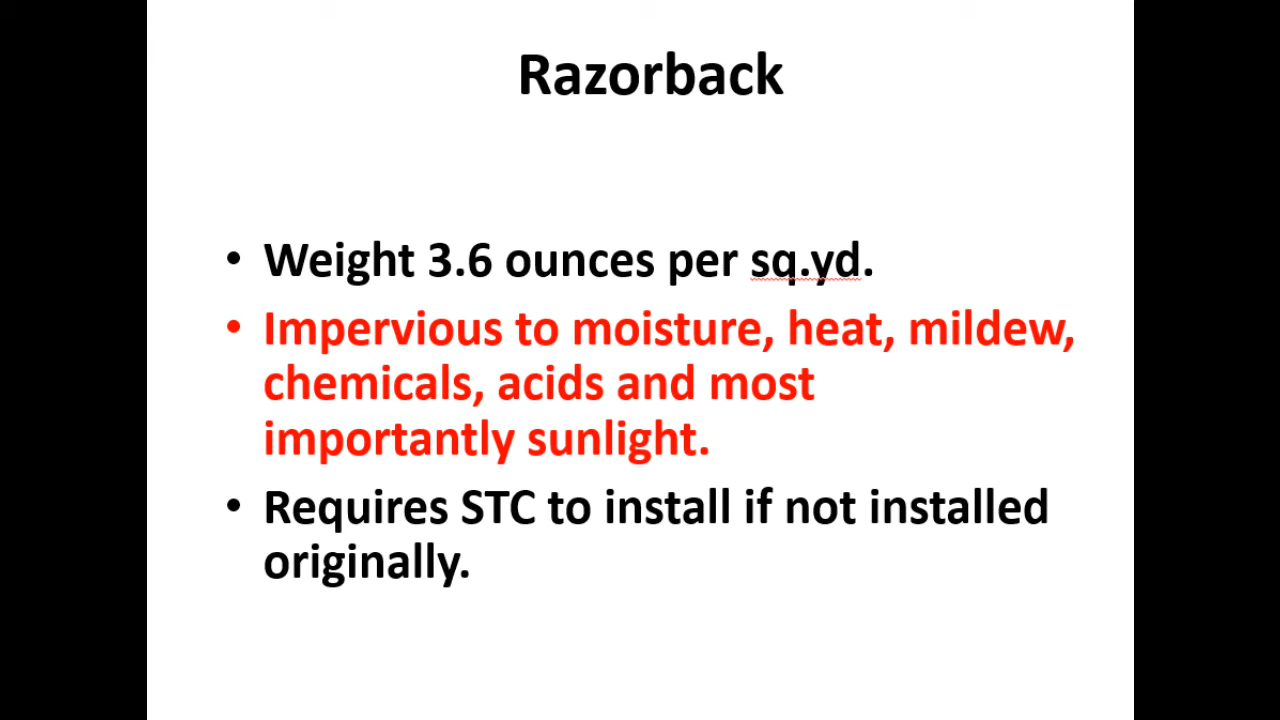 Razorback
• Weight 3.6 ounces per sq.yd.
• Impervious to moisture, heat, mildew,
chemicals, acids and most
importantly sunlight.
• Requires STC to install if not installed
originally.